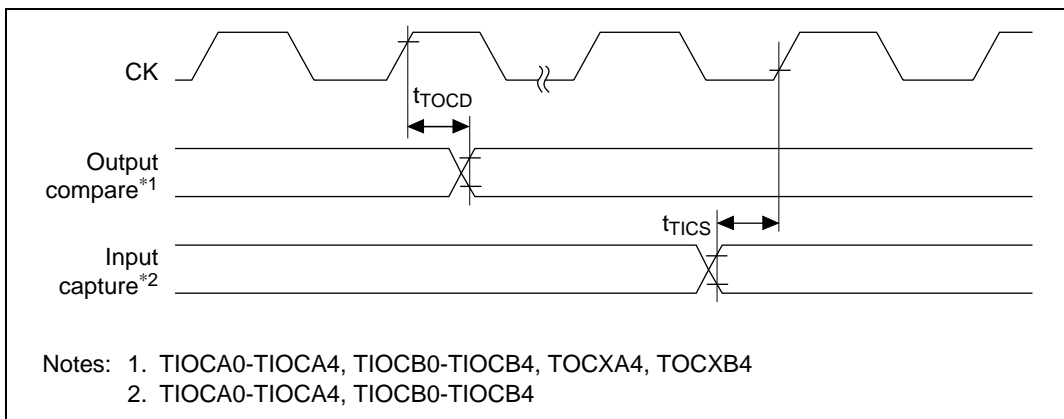 CK
tTOCD
Output
compare*1
tTICS
Input
capture*2
Notes: 1. TIOCA0-TIOCA4, TIOCB0-TIOCB4, TOCXA4, TOCXB4
2. TIOCA0-TIOCA4, TIOCB0-TIOCB4